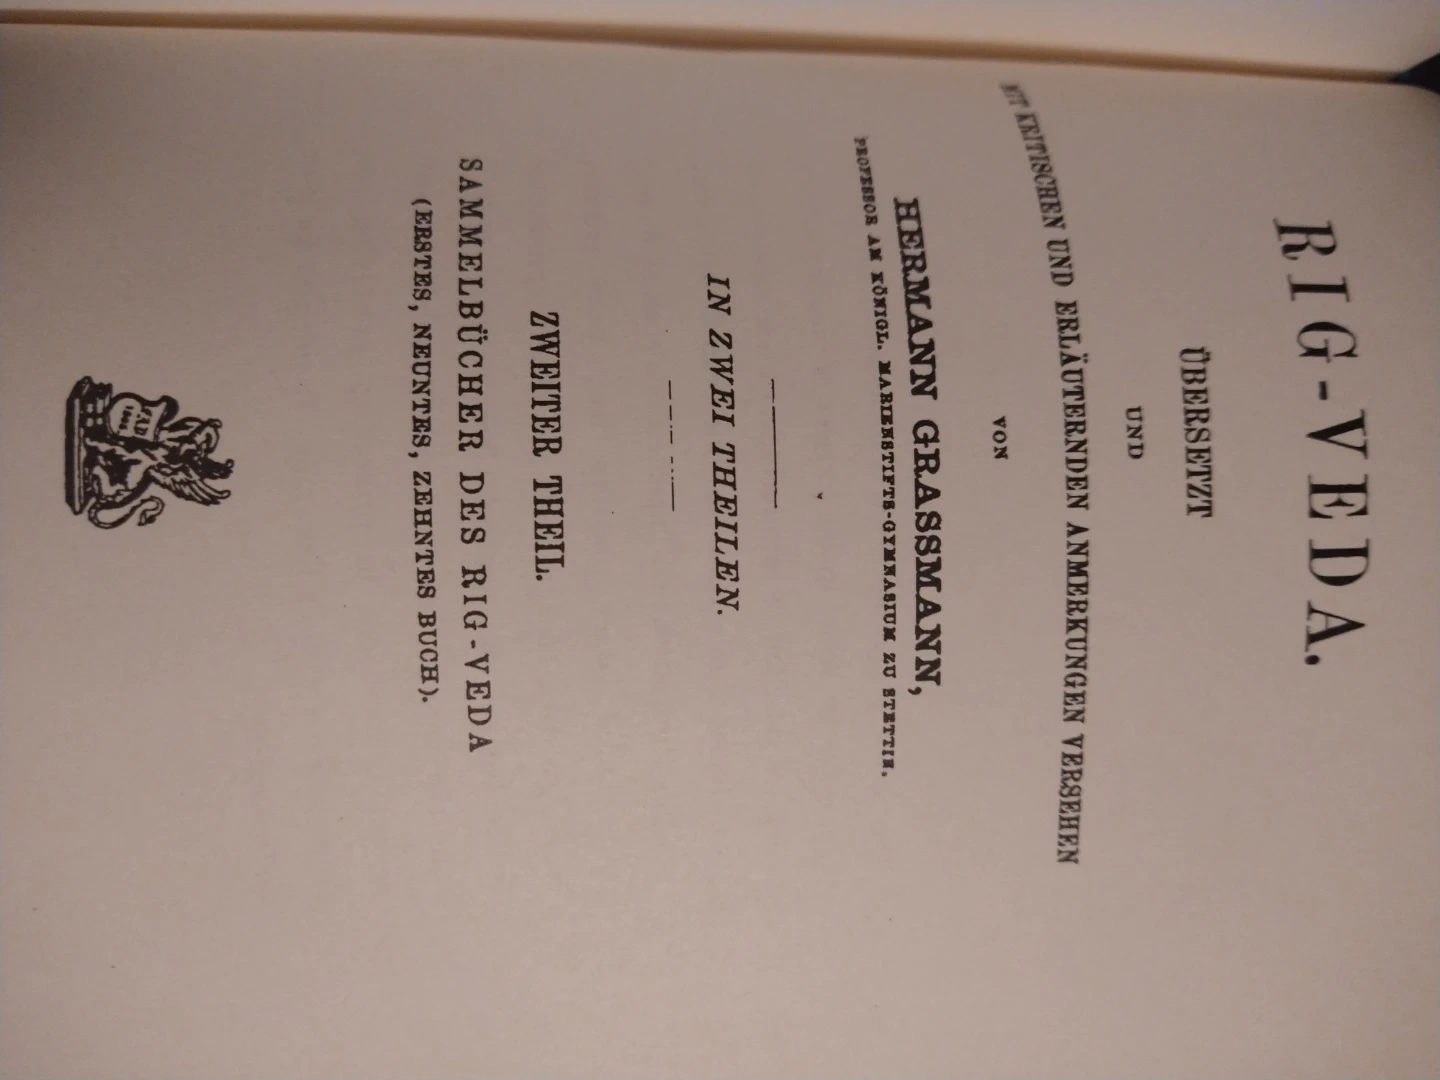 RIG-VEDA.
ÜBERSETZT
UND
MIT KRITISCHEN UND ERLÄUTERNDEN ANMERKUNGEN VERSEHEN
VON
HERMANN GRASSMANN,
PROFESSOR AM KÖNIGL. MARIENSTIFTS-GYMNASIUM ZU STETTIN.
IN ZWEI THEILEN.
ZWEITER THEIL.
SAMMELBÜCHER DES RIG-VEDA
(ERSTES, NEUNTES, ZEHNTES BUCH).